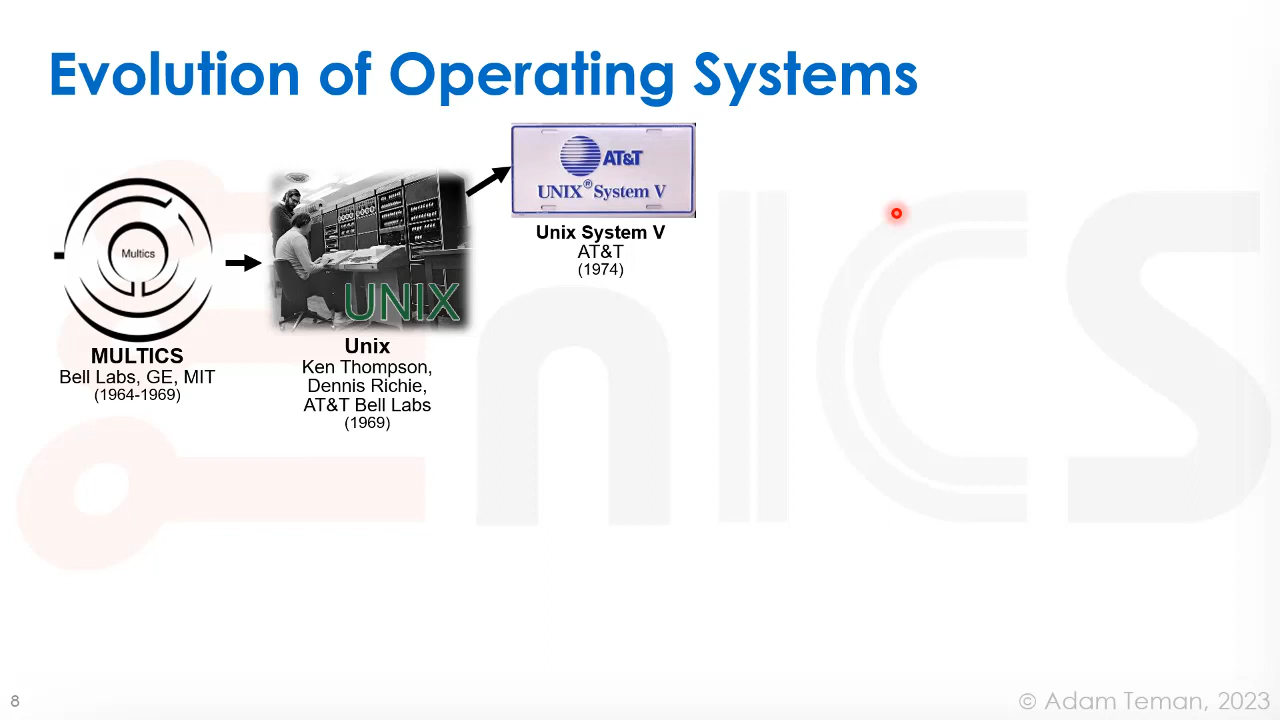 Evolution of Operating Systems
Multics
MULTICS
Bell Labs, GE, MIT
(1964-1969)
UNIX
Unix
Ken Thompson,
Dennis Richie,
AT&T Bell Labs
(1969)
AT&T
UNIX® System V
Unix System V
AT&T
(1974)
EnICS
8
© Adam Teman, 2023